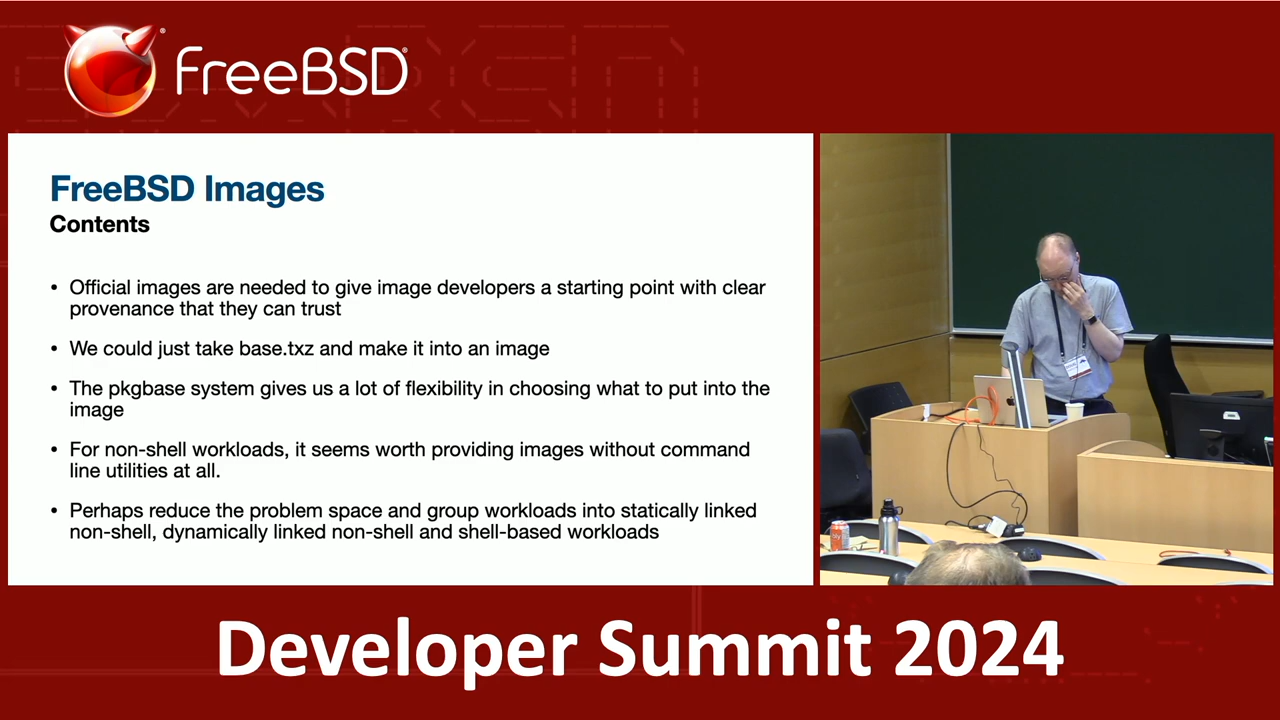 FreeBSD®
FreeBSD Images
Contents
• Official images are needed to give image developers a starting point with clear
provenance that they can trust
• We could just take base.txz and make it into an image
• The pkgbase system gives us a lot of flexibility in choosing what to put into the
image
• For non-shell workloads, it seems worth providing images without command
line utilities at all.
• Perhaps reduce the problem space and group workloads into statically linked
non-shell, dynamically linked non-shell and shell-based workloads
Developer Summit 2024